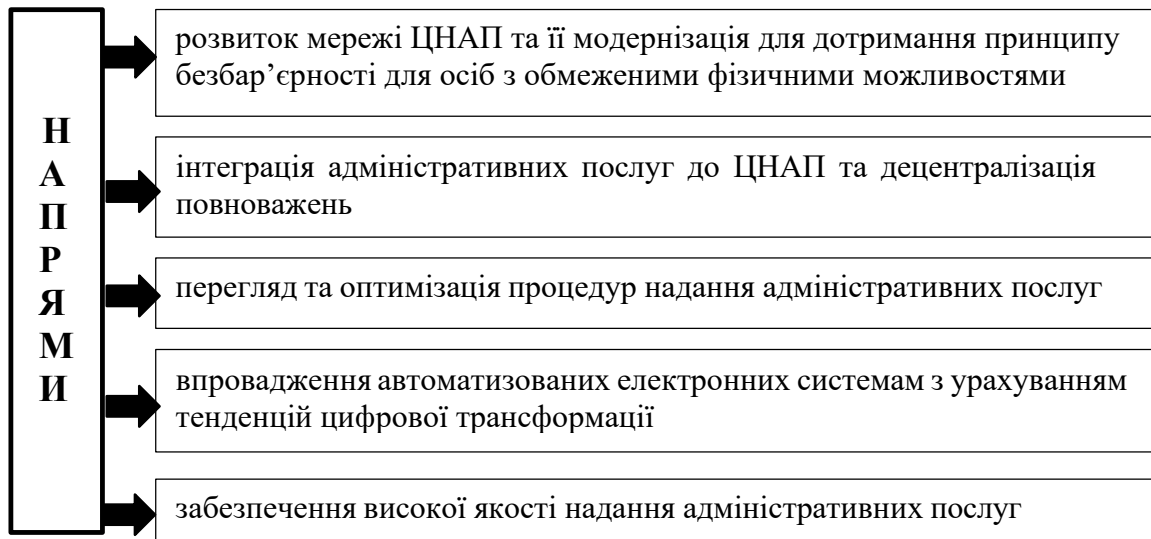 НАПРЯМИ
розвиток мережі ЦНАП та її модернізація для дотримання принципу
безбар’єрності для осіб з обмеженими фізичними можливостями
інтеграція адміністративних послуг до ЦНАП та децентралізація
повноважень
перегляд та оптимізація процедур надання адміністративних послуг
впровадження автоматизованих електронних системам з урахуванням
тенденцій цифрової трансформації
забезпечення високої якості надання адміністративних послуг